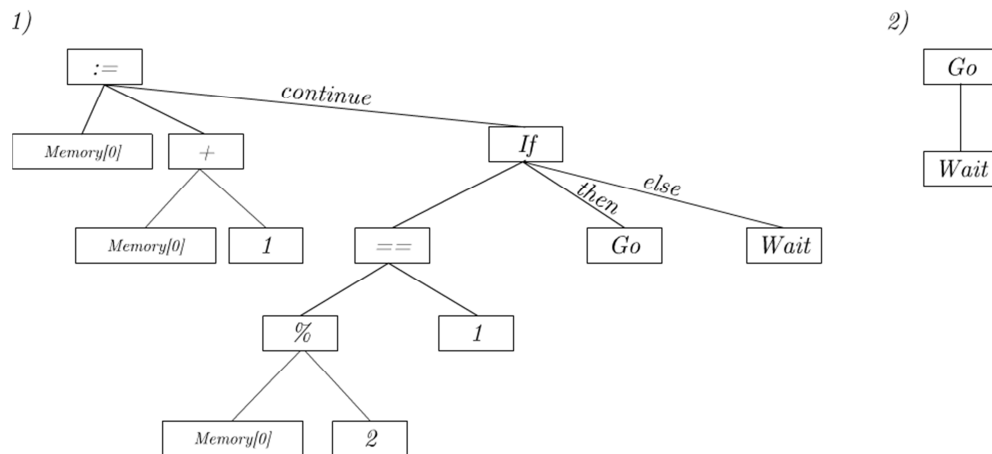 1)
2)
:=
Go
continue
Memory[0]
+
If
then
else
Wait
Memory[0]
1
==
Go
Wait
%
1
Memory[0]
2